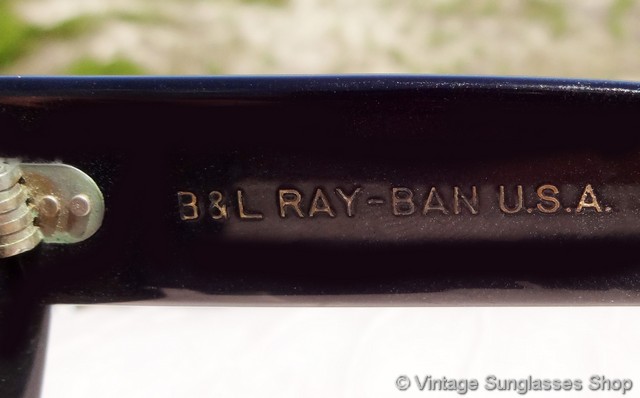 B&L RAY-BAN U.S.A.
© Vintage Sunglasses Shop